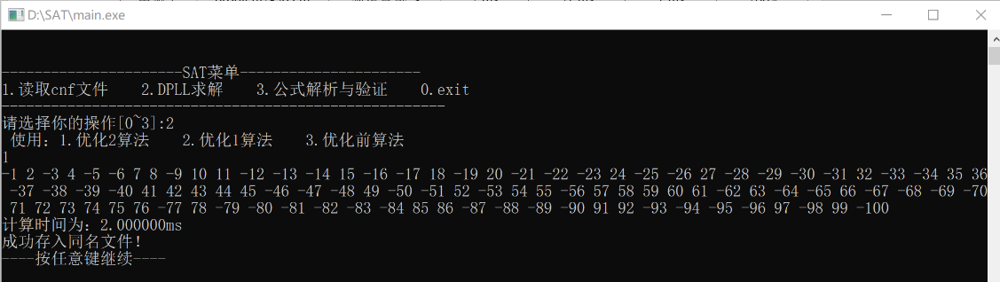 D:\SAT\main.exe
----------------------SAT菜单----------------------
1.读取cnf文件    2.DPLL求解    3.公式解析与验证    0.exit
------------------------------------------------------
请选择你的操作[0~3]:2
使用：1.优化2算法    2.优化1算法    3.优化前算法
1
-1 2 -3 4 -5 -6 7 8 -9 10 11 -12 -13 -14 15 -16 -17 18 -19 20 -21 -22 -23 24 -25 -26 27 -28 -29 -30 -31 32 -33 -34 35 36
-37 -38 -39 -40 41 42 43 44 45 -46 -47 -48 49 -50 -51 52 -53 54 55 -56 57 58 59 60 61 -62 63 -64 -65 66 -67 -68 -69 -70
71 72 73 74 75 76 -77 78 -79 -80 -81 -82 -83 -84 85 86 -87 -88 -89 -90 91 92 -93 -94 -95 -96 97 -98 99 -100
计算时间为：2.000000ms
成功存入同名文件！
----按任意键继续----